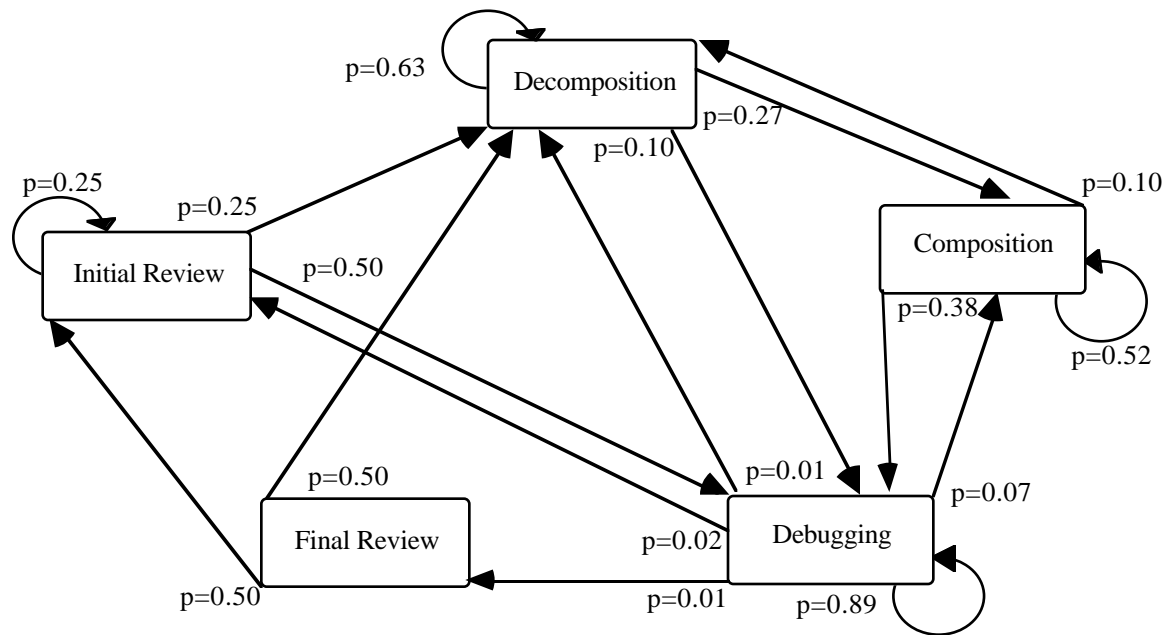 p=0.63
Decomposition
p=0.27
p=0.10
p=0.25
p=0.25
p=0.10
Initial Review
p=0.50
Composition
p=0.38
p=0.52
p=0.50
p=0.01
p=0.07
Final Review
p=0.02
Debugging
p=0.50
p=0.01
p=0.89